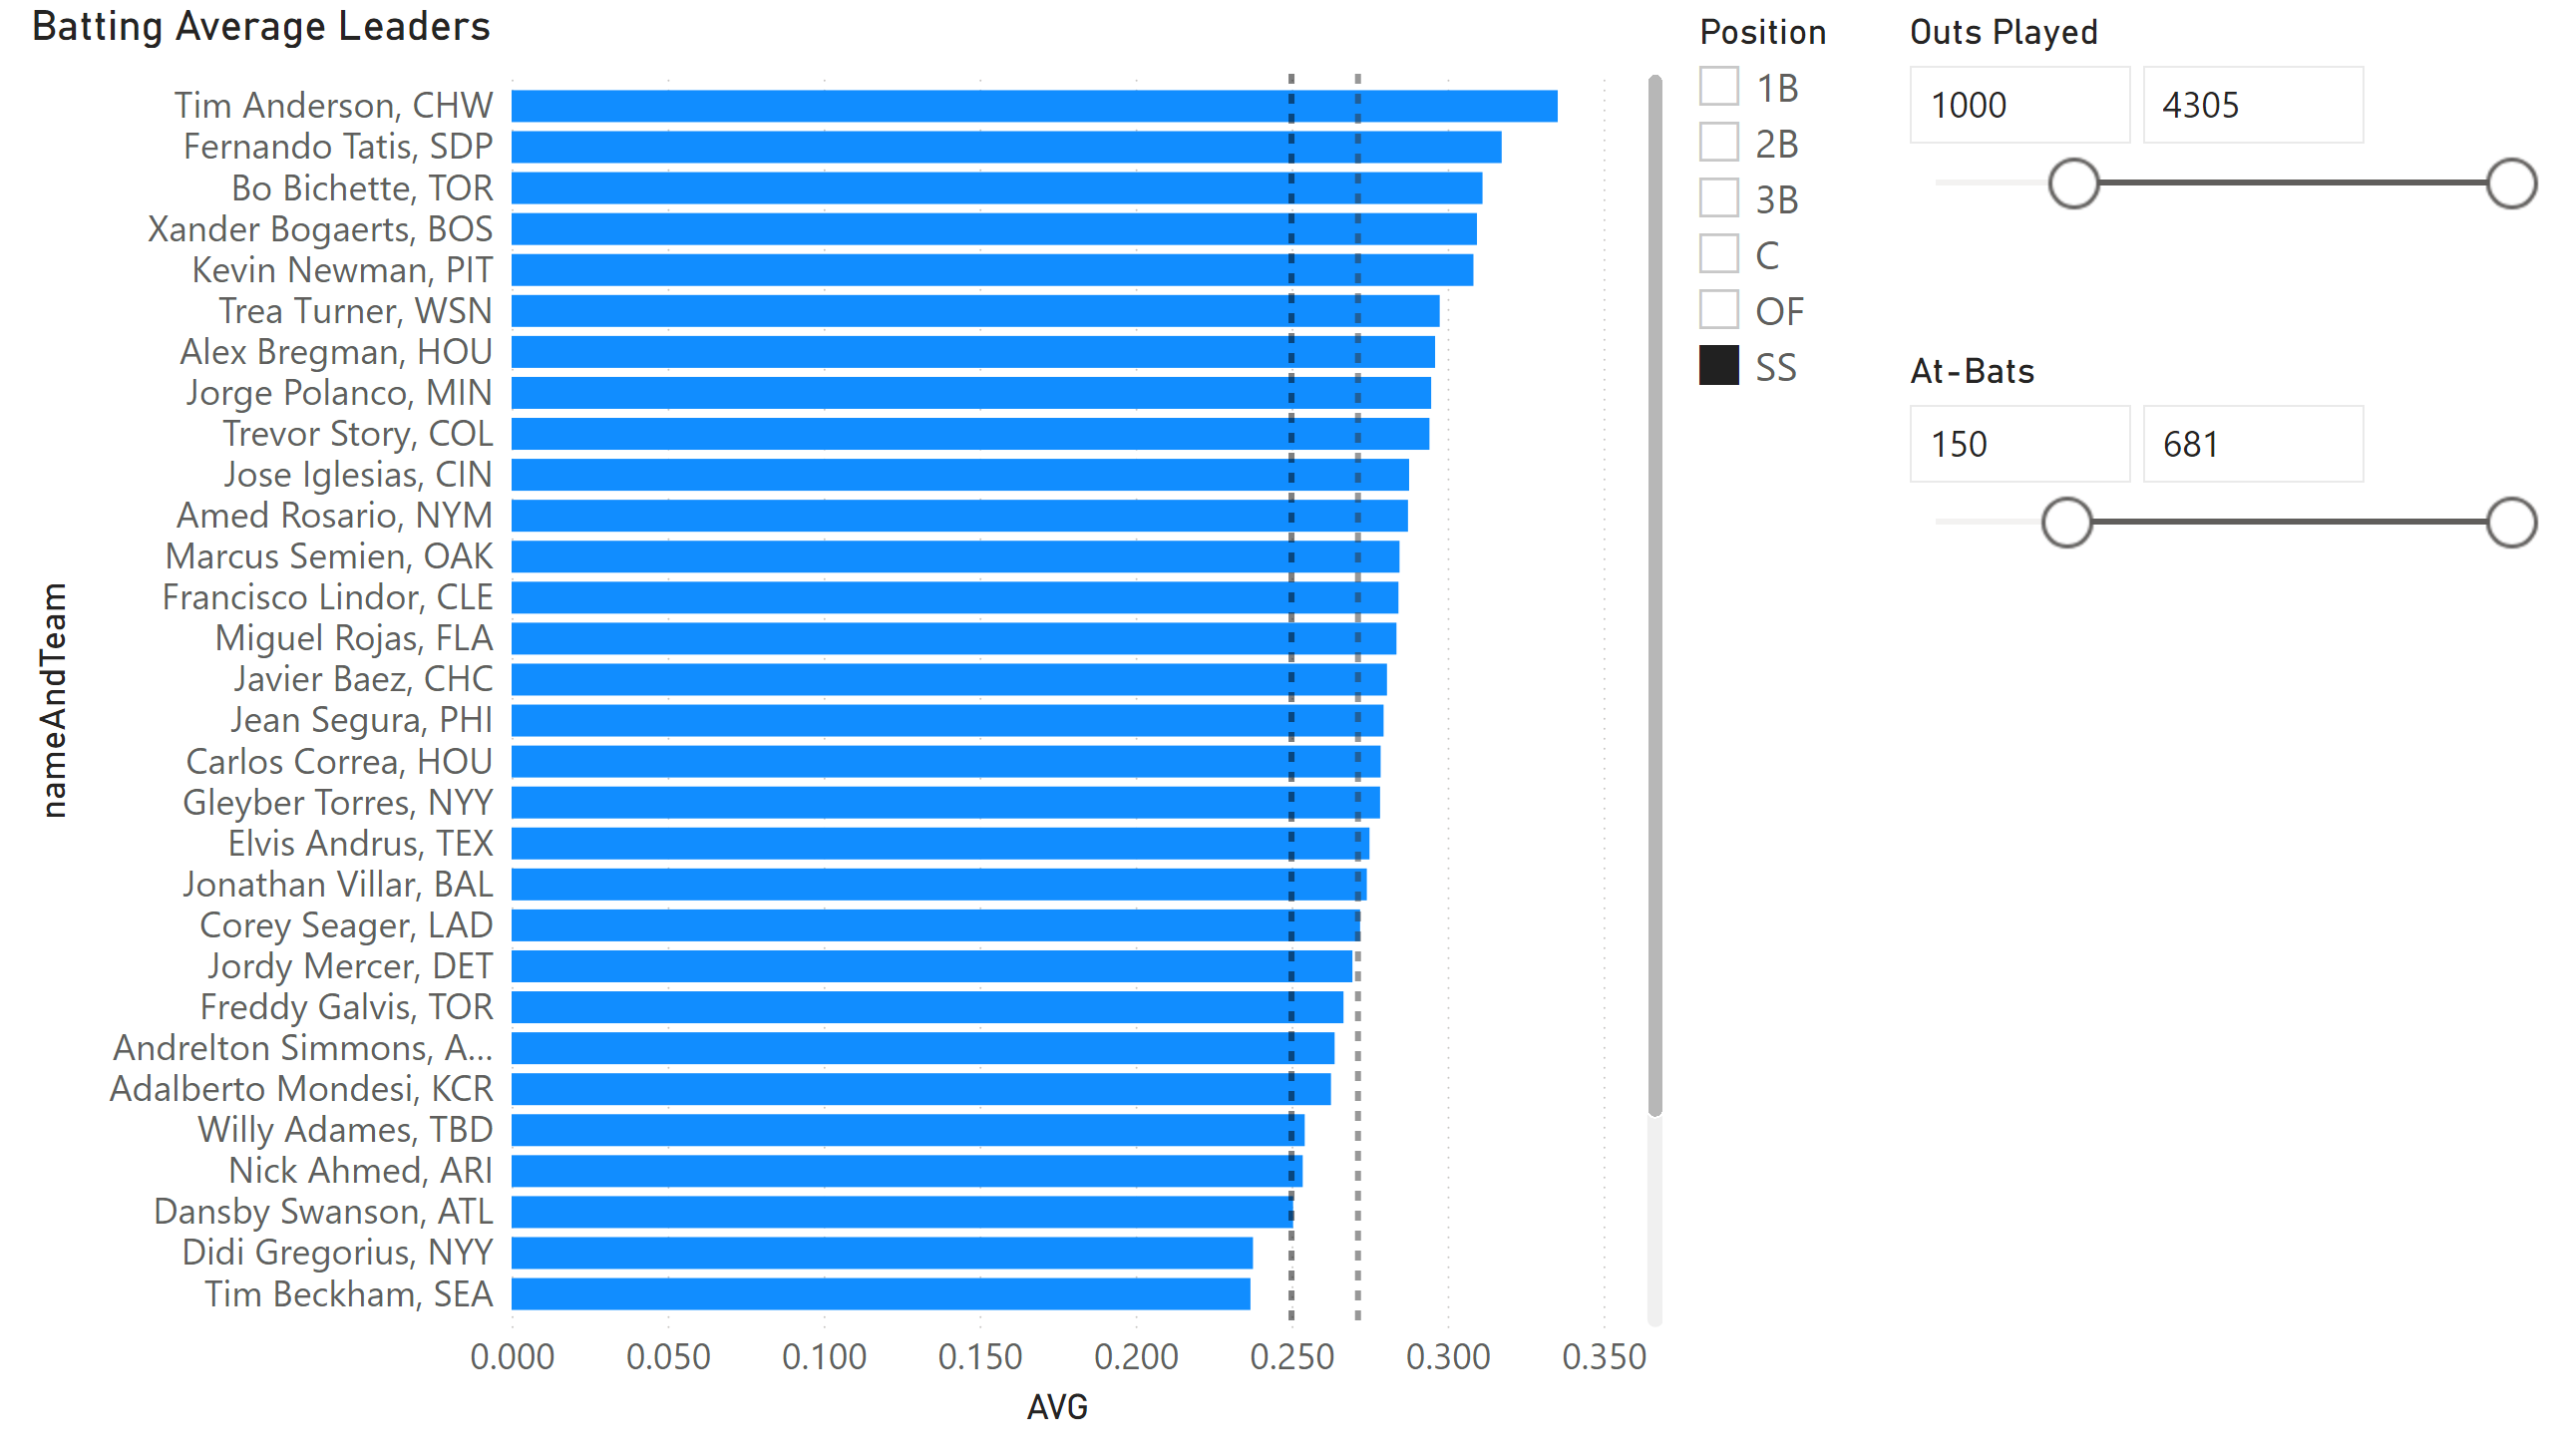 Batting Average Leaders
nameAndTeam
Tim Anderson, CHW
Fernando Tatis, SDP
Bo Bichette, TOR
Xander Bogaerts, BOS
Kevin Newman, PIT
Trea Turner, WSN
Alex Bregman, HOU
Jorge Polanco, MIN
Trevor Story, COL
Jose Iglesias, CIN
Amed Rosario, NYM
Marcus Semien, OAK
Francisco Lindor, CLE
Miguel Rojas, FLA
Javier Baez, CHC
Jean Segura, PHI
Carlos Correa, HOU
Gleyber Torres, NYY
Elvis Andrus, TEX
Jonathan Villar, BAL
Corey Seager, LAD
Jordy Mercer, DET
Freddy Galvis, TOR
Andrelton Simmons, A...
Adalberto Mondesi, KCR
Willy Adames, TBD
Nick Ahmed, ARI
Dansby Swanson, ATL
Didi Gregorius, NYY
Tim Beckham, SEA
0.000 0.050 0.100 0.150 0.200 0.250 0.300 0.350
AVG
Position
1B
2B
3B
C
OF
SS
Outs Played
1000 4305
At-Bats
150 681